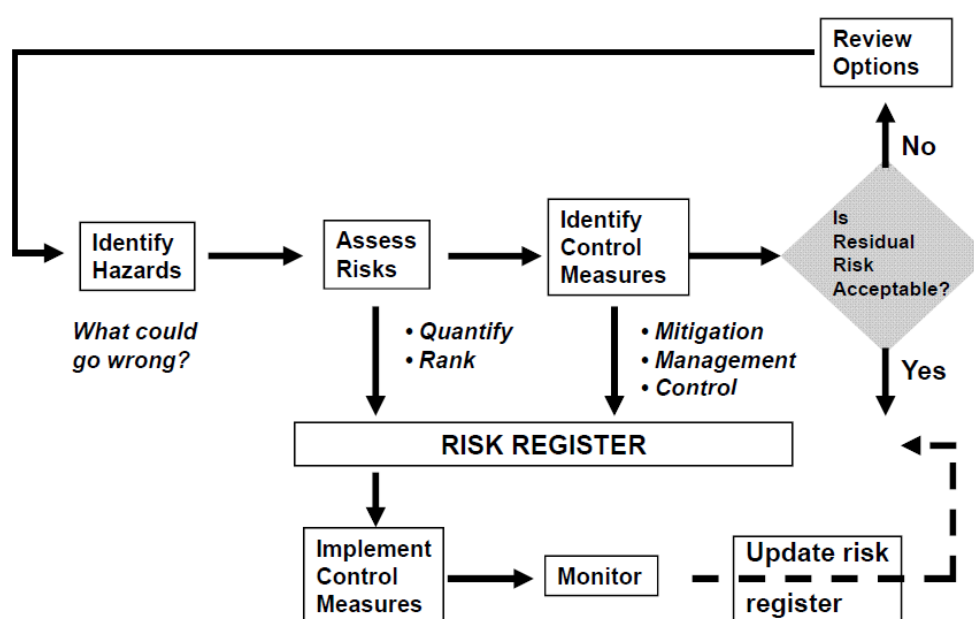 Review
Options
No
Identify
Hazards
Assess
Risks
Identify
Control
Measures
Is
Residual
Risk
Acceptable?
What could
go wrong?
• Quantify
• Rank
• Mitigation
• Management
• Control
Yes
RISK REGISTER
Implement
Control
Measures
Monitor
Update risk
register